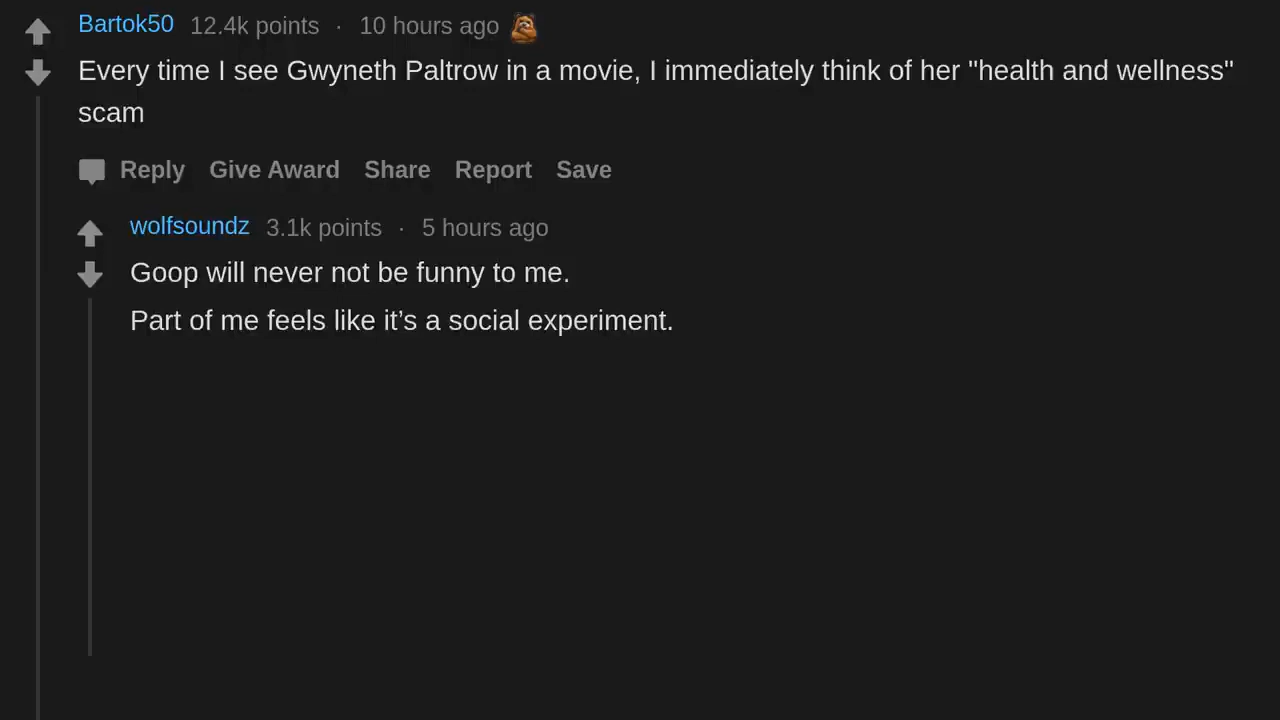 Bartok50 12.4k points · 10 hours ago
Every time I see Gwyneth Paltrow in a movie, I immediately think of her "health and wellness"
scam
Reply Give Award Share Report Save
wolfsoundz 3.1k points · 5 hours ago
Goop will never not be funny to me.
Part of me feels like it’s a social experiment.